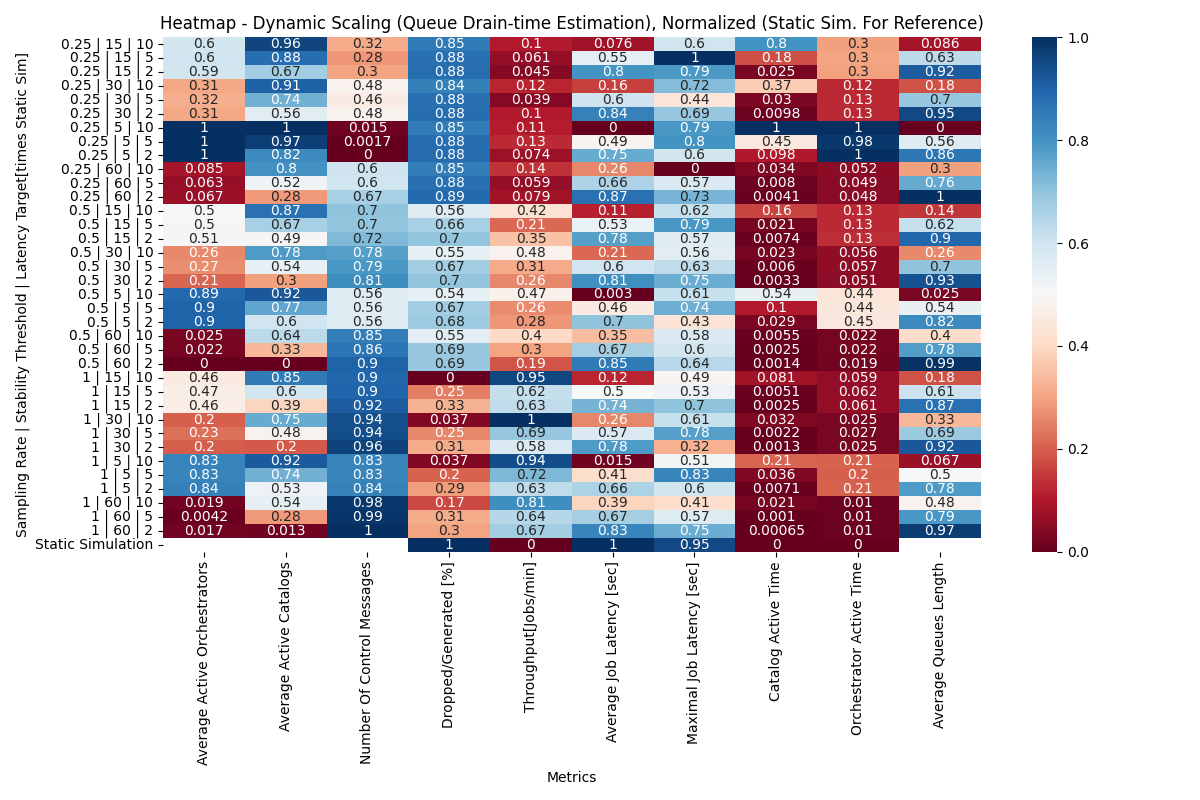 Heatmap - Dynamic Scaling (Queue Drain-time Estimation), Normalized (Static Sim. For Reference)
Sampling Rate | Stability Threshold | Latency Target[times Static Sim]
0.25 | 15 | 10 0.6 0.96 0.32 0.85 0.1 0.076 0.6 0.8 0.3 0.086
0.25 | 15 | 5 0.6 0.88 0.28 0.88 0.061 0.55 1 0.18 0.3 0.63
0.25 | 15 | 2 0.59 0.67 0.3 0.88 0.045 0.8 0.79 0.025 0.3 0.92
0.25 | 30 | 10 0.31 0.91 0.48 0.84 0.12 0.16 0.72 0.37 0.12 0.18
0.25 | 30 | 5 0.32 0.74 0.46 0.88 0.039 0.6 0.44 0.03 0.13 0.7
0.25 | 30 | 2 0.31 0.56 0.48 0.88 0.1 0.84 0.69 0.0098 0.13 0.95
0.25 | 5 | 10 1 1 0.015 0.85 0.11 0 0.79 1 1 0
0.25 | 5 | 5 1 0.97 0.0017 0.88 0.13 0.49 0.8 0.45 0.98 0.56
0.25 | 5 | 2 1 0.82 0 0.88 0.074 0.75 0.6 0.098 1 0.86
0.25 | 60 | 10 0.085 0.8 0.6 0.85 0.14 0.26 0 0.034 0.052 0.3
0.25 | 60 | 5 0.063 0.52 0.6 0.88 0.059 0.66 0.57 0.008 0.049 0.76
0.25 | 60 | 2 0.067 0.28 0.67 0.89 0.079 0.87 0.73 0.0041 0.048 1
0.5 | 15 | 10 0.5 0.87 0.7 0.56 0.42 0.11 0.62 0.16 0.13 0.14
0.5 | 15 | 5 0.5 0.67 0.7 0.66 0.21 0.53 0.79 0.021 0.13 0.62
0.5 | 15 | 2 0.51 0.49 0.72 0.7 0.35 0.78 0.57 0.0074 0.13 0.9
0.5 | 30 | 10 0.26 0.78 0.78 0.55 0.48 0.21 0.56 0.023 0.056 0.26
0.5 | 30 | 5 0.27 0.54 0.79 0.67 0.31 0.6 0.63 0.006 0.057 0.7
0.5 | 30 | 2 0.21 0.3 0.81 0.7 0.26 0.81 0.75 0.0033 0.051 0.93
0.5 | 5 | 10 0.89 0.92 0.56 0.54 0.47 0.003 0.61 0.54 0.44 0.025
0.5 | 5 | 5 0.9 0.77 0.56 0.67 0.26 0.46 0.74 0.1 0.44 0.54
0.5 | 5 | 2 0.9 0.6 0.56 0.68 0.28 0.7 0.43 0.029 0.45 0.82
0.5 | 60 | 10 0.025 0.64 0.85 0.55 0.4 0.35 0.58 0.0055 0.022 0.4
0.5 | 60 | 5 0.022 0.33 0.86 0.69 0.3 0.67 0.6 0.0025 0.022 0.78
0.5 | 60 | 2 0 0 0.9 0.69 0.19 0.85 0.64 0.0014 0.019 0.99
1 | 15 | 10 0.46 0.85 0.9 0 0.95 0.12 0.49 0.081 0.059 0.18
1 | 15 | 5 0.47 0.6 0.9 0.25 0.62 0.5 0.53 0.0051 0.062 0.61
1 | 15 | 2 0.46 0.39 0.92 0.33 0.63 0.74 0.7 0.0025 0.061 0.87
1 | 30 | 10 0.2 0.75 0.94 0.037 1 0.26 0.61 0.032 0.025 0.33
1 | 30 | 5 0.23 0.48 0.94 0.25 0.69 0.57 0.78 0.0022 0.027 0.69
1 | 30 | 2 0.2 0.2 0.96 0.31 0.58 0.78 0.32 0.0013 0.025 0.92
1 | 5 | 10 0.83 0.92 0.83 0.037 0.94 0.015 0.51 0.21 0.21 0.067
1 | 5 | 5 0.83 0.74 0.83 0.2 0.72 0.41 0.83 0.036 0.2 0.5
1 | 5 | 2 0.84 0.53 0.84 0.29 0.63 0.66 0.6 0.0071 0.21 0.78
1 | 60 | 10 0.019 0.54 0.98 0.17 0.81 0.39 0.41 0.021 0.01 0.48
1 | 60 | 5 0.0042 0.28 0.99 0.31 0.64 0.67 0.57 0.001 0.01 0.79
1 | 60 | 2 0.017 0.013 1 0.3 0.67 0.83 0.75 0.00065 0.01 0.97
Static Simulation 1 0 1 0.95 0 0
Average Active Orchestrators
Average Active Catalogs
Number Of Control Messages
Dropped/Generated [%]
Throughput[Jobs/min]
Average Job Latency [sec]
Maximal Job Latency [sec]
Catalog Active Time
Orchestrator Active Time
Average Queues Length
Metrics
1.0
0.8
0.6
0.4
0.2
0.0